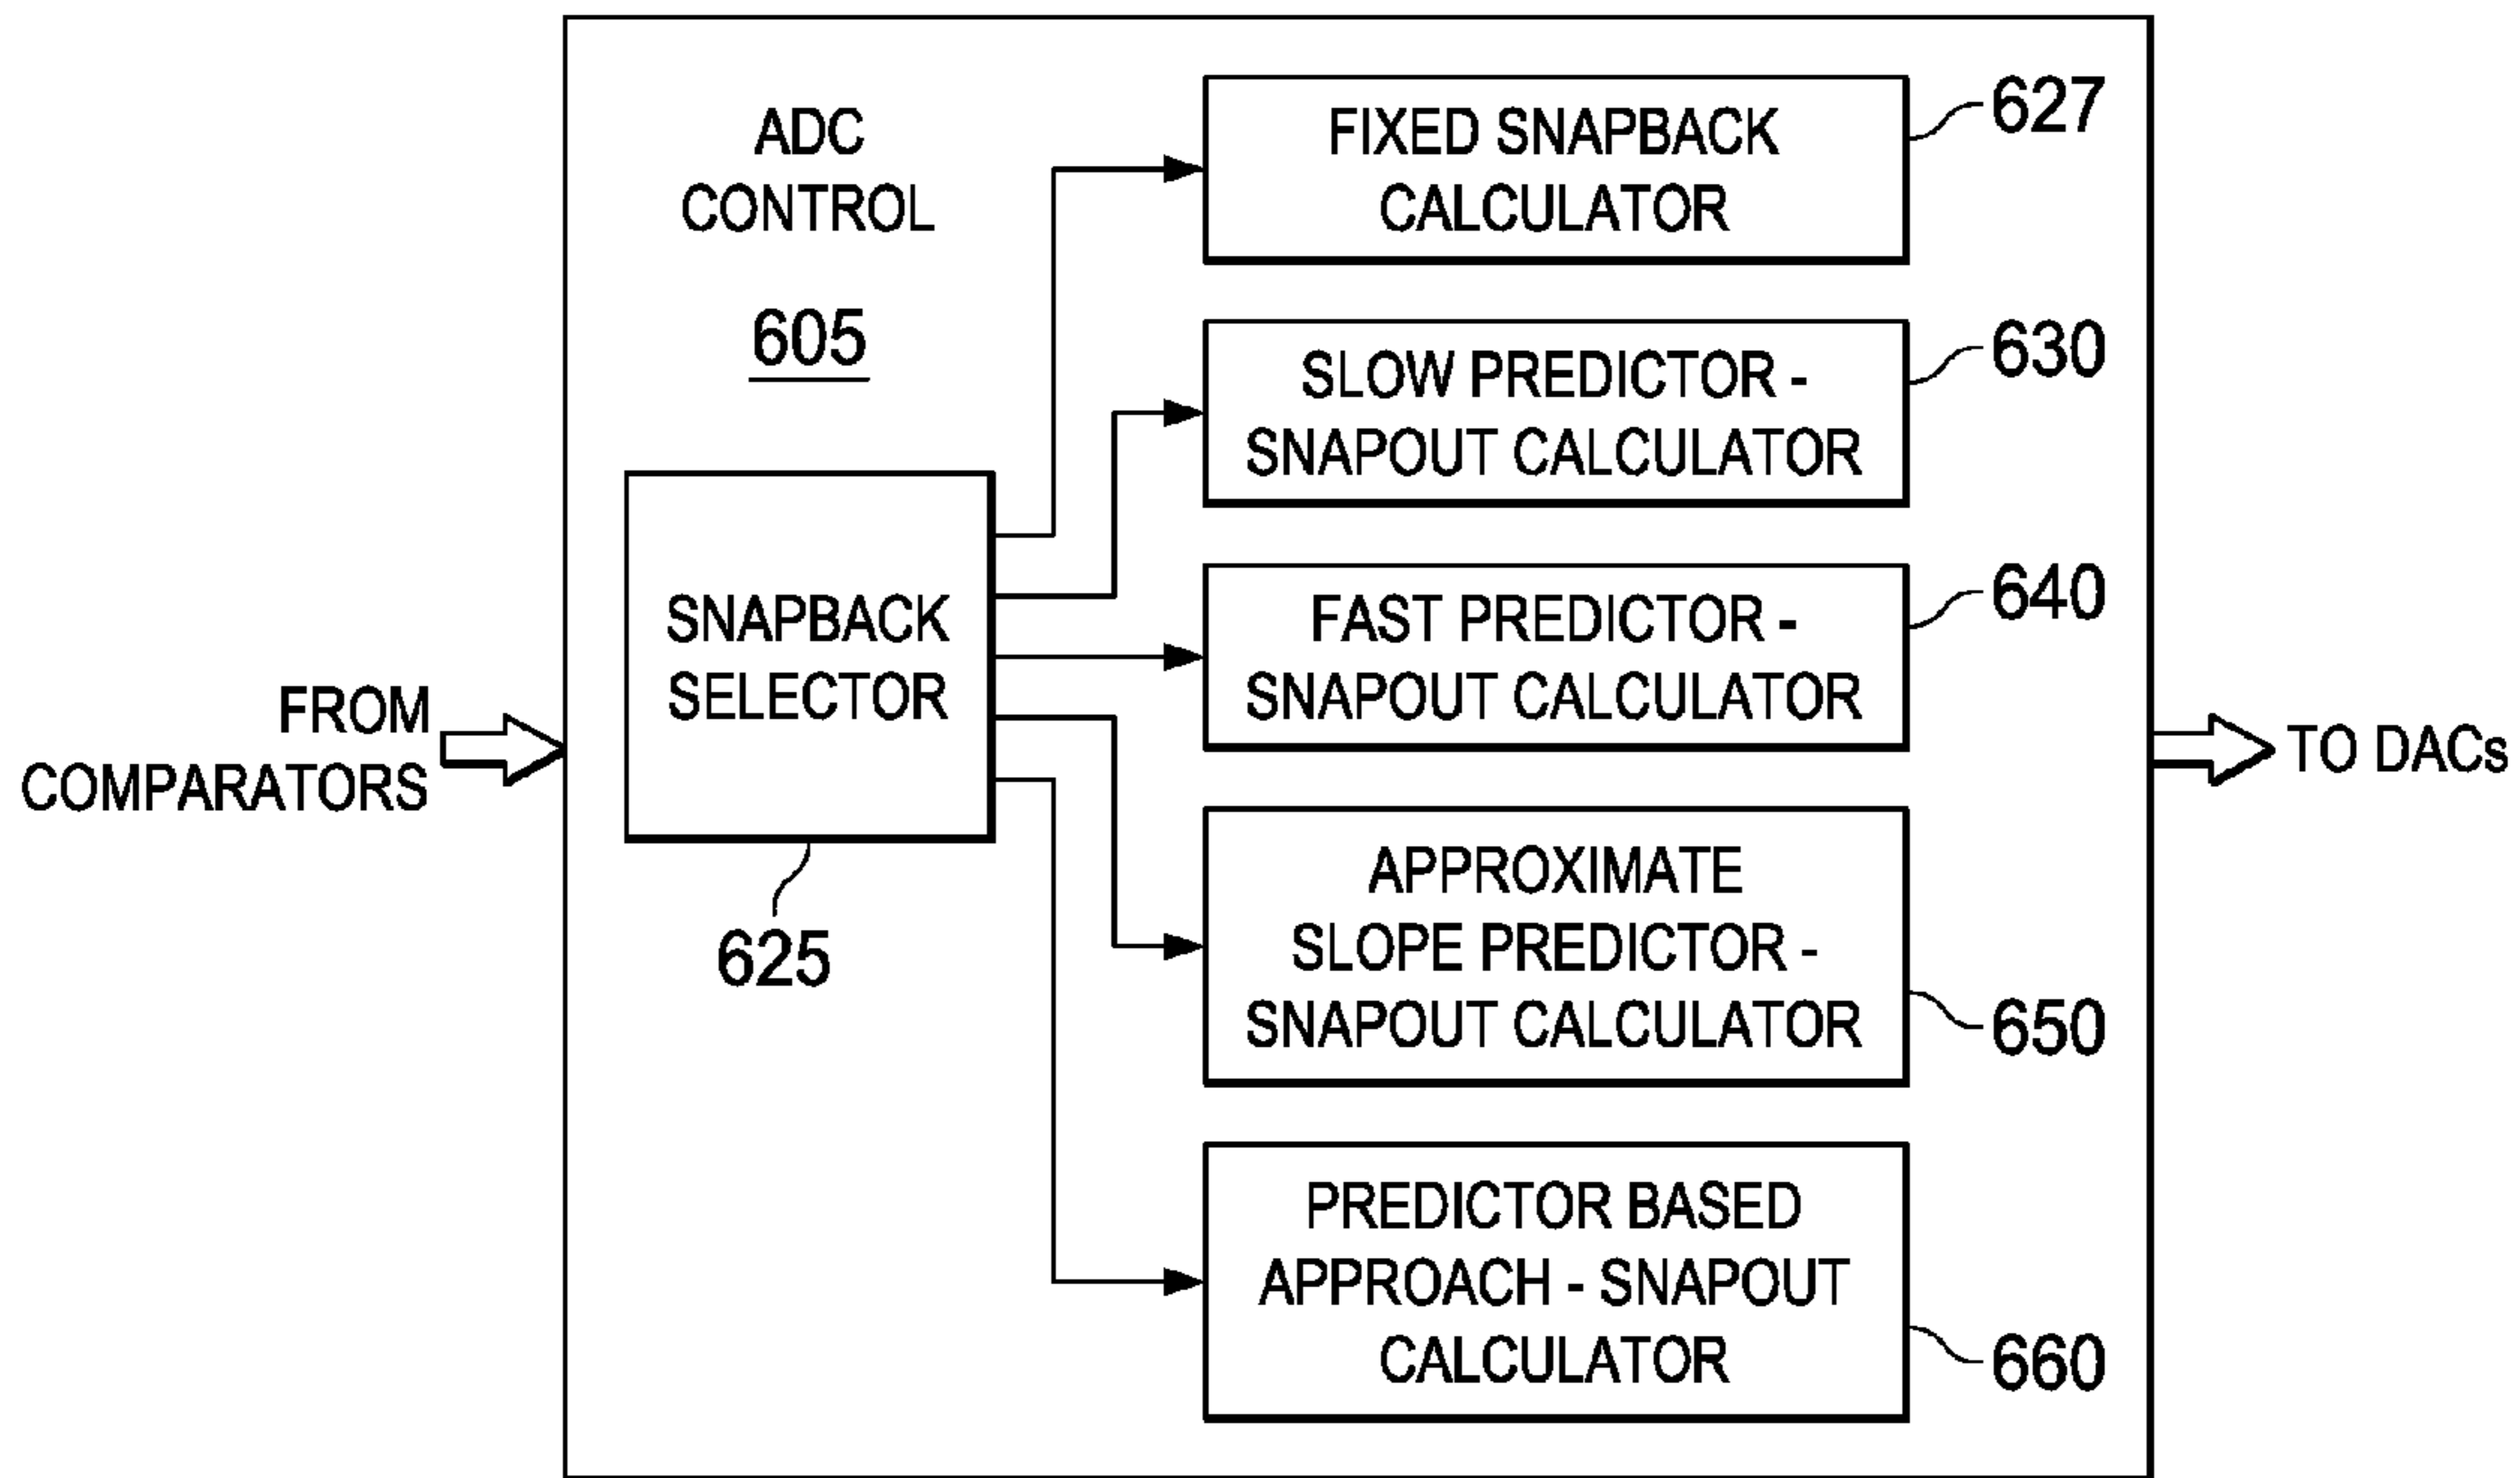 ADC
CONTROL
605
FIXED SNAPBACK
CALCULATOR
627
SLOW PREDICTOR -
SNAPOUT CALCULATOR
630
SNAPBACK
SELECTOR
625
FAST PREDICTOR -
SNAPOUT CALCULATOR
640
FROM
COMPARATORS
TO DACs
APPROXIMATE
SLOPE PREDICTOR -
SNAPOUT CALCULATOR
650
PREDICTOR BASED
APPROACH - SNAPOUT
CALCULATOR
660